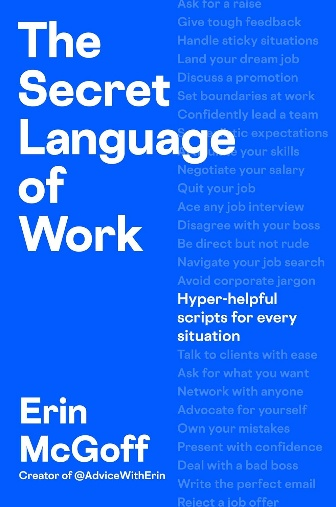 The
Secret
Language
of
Work
Ask for a raise
Give tough feedback
Handle sticky situations
Land your dream job
Discuss a promotion
Set boundaries at work
Confidently lead a team
expectations
your skills
Negotiate your salary
Quit your job
Ace any job interview
Disagree with your boss
Be direct but not rude
Navigate your job search
Avoid corporate jargon
Hyper-helpful
scripts for every
situation
Talk to clients with ease
Ask for what you want
Network with anyone
Advocate for yourself
Own your mistakes
Present with confidence
Deal with a bad boss
Write the perfect email
Reject a job offer
Erin
McGoff
Creator of @AdviceWithErin